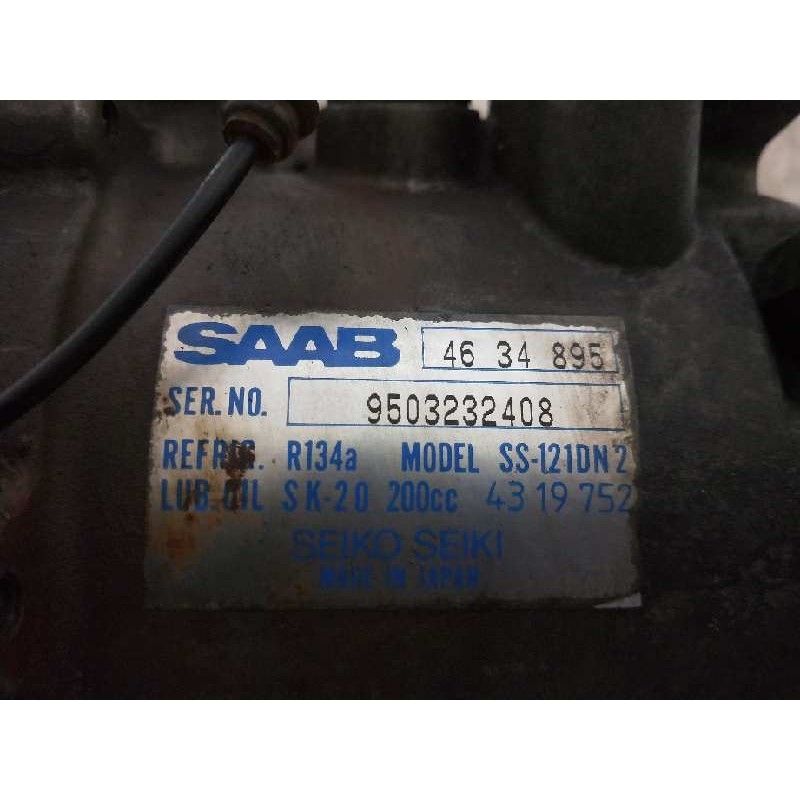 SAAB 46 34 895
SER. NO. 9503232408
REFRIG. R134a MODEL SS-121DN2
LUB. OIL SK-20 200cc 43 19 752
SEIKO SEIKI
MADE IN JAPAN